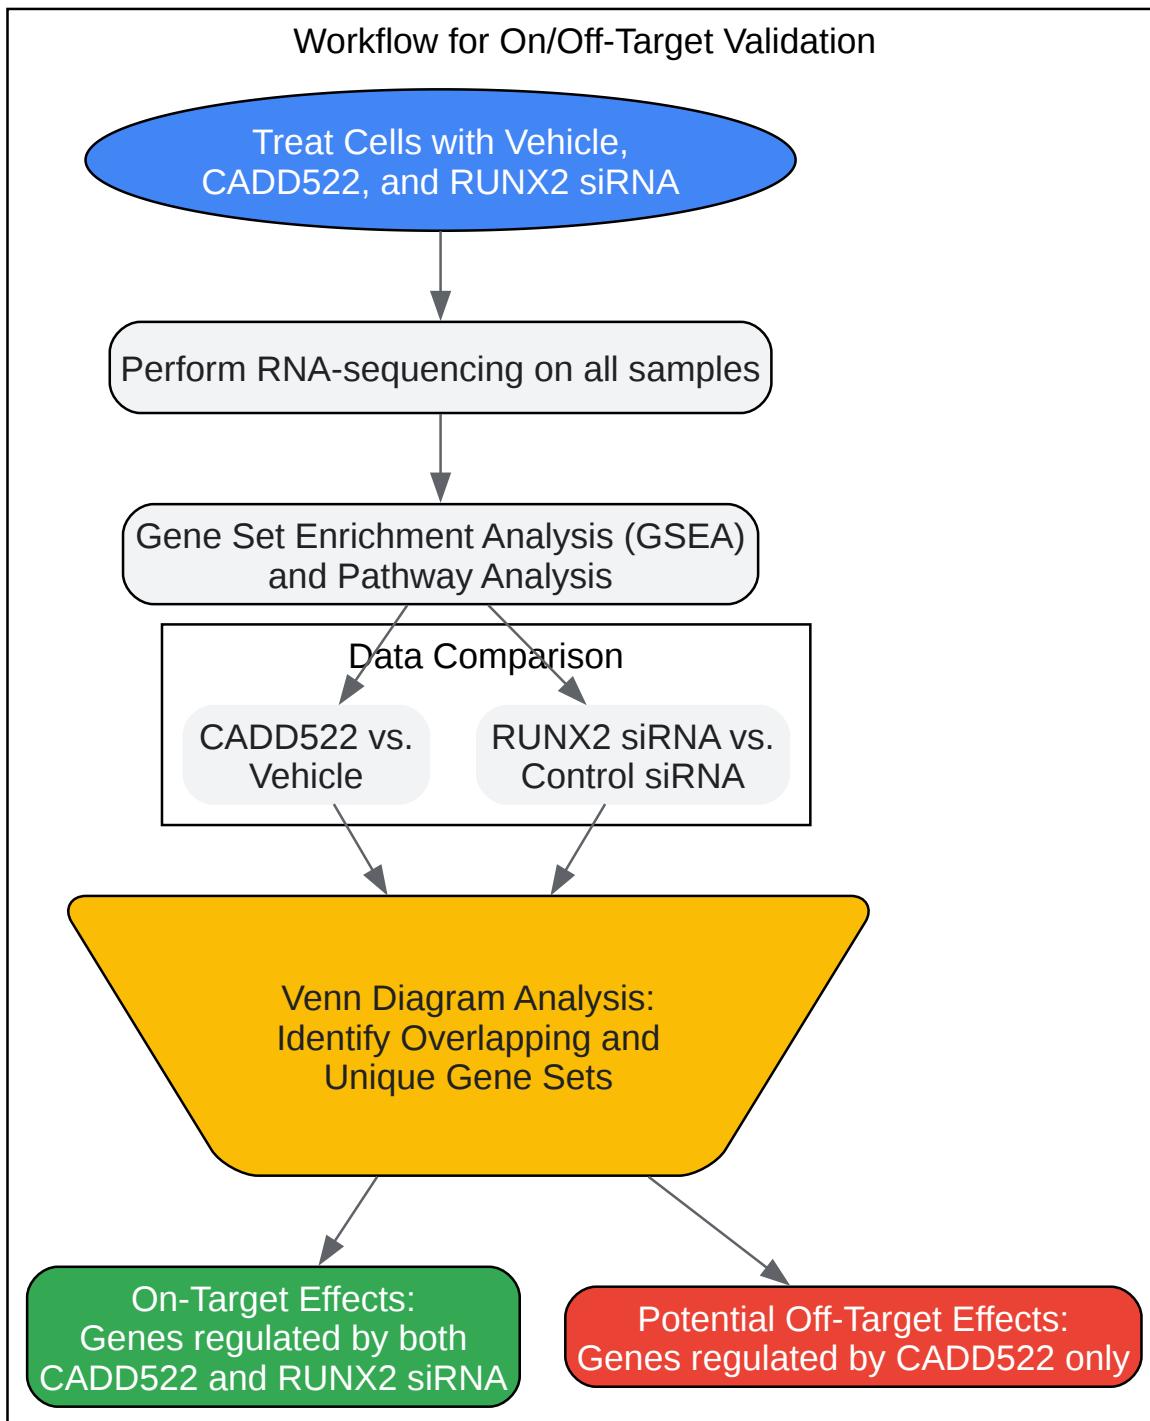 Workflow for On/Off-Target Validation
Treat Cells with Vehicle,
CADD522, and RUNX2 siRNA
Perform RNA-sequencing on all samples
Gene Set Enrichment Analysis (GSEA)
and Pathway Analysis
Data Comparison
CADD522 vs.
Vehicle
RUNX2 siRNA vs.
Control siRNA
Venn Diagram Analysis:
Identify Overlapping and
Unique Gene Sets
On-Target Effects:
Genes regulated by both
CADD522 and RUNX2 siRNA
Potential Off-Target Effects:
Genes regulated by CADD522 only